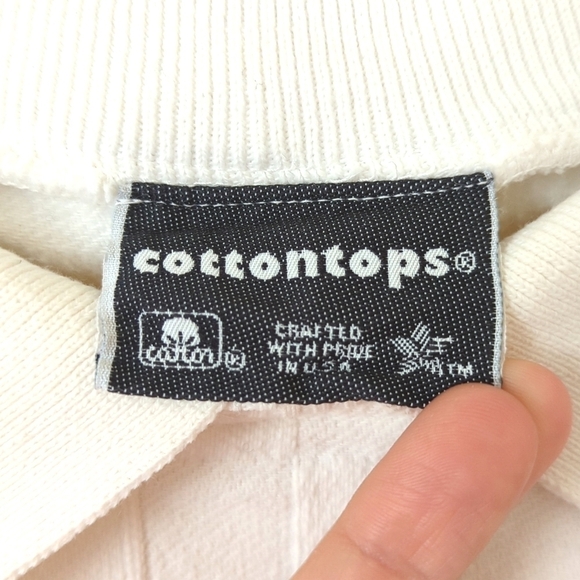 cottontops®
cotton ®
CRAFTED
WITH PRIDE
IN U.S.A
TM